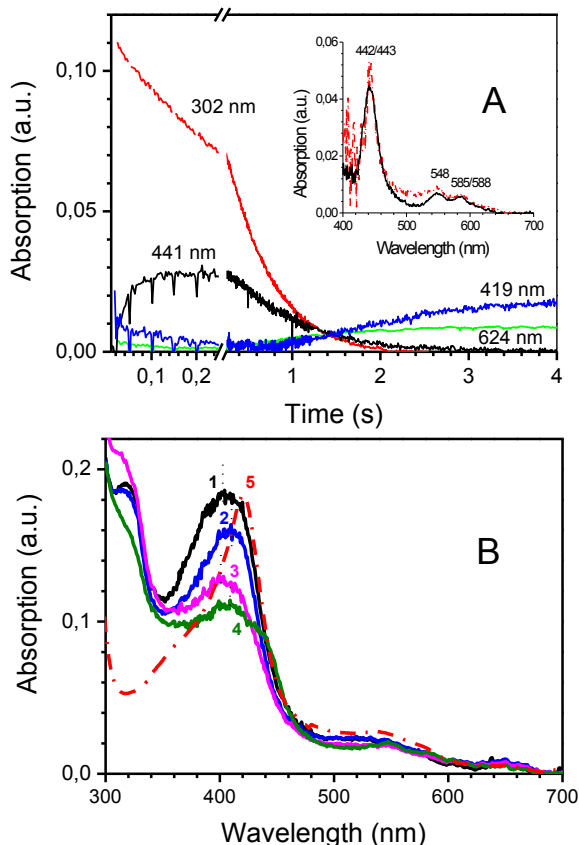 Absorption (a.u.)
0,10
0,05
0,00
302 nm
441 nm
419 nm
624 nm
A
0,1 0,2 1 2 3 4
Time (s)
Absorption (a.u.)
0,06
0,04
0,02
0,00
442/443
548
585/588
400 500 600 700
Wavelength (nm)
Absorption (a.u.)
0,2
0,1
0,0
1
2
3
4
5
B
300 400 500 600 700
Wavelength (nm)